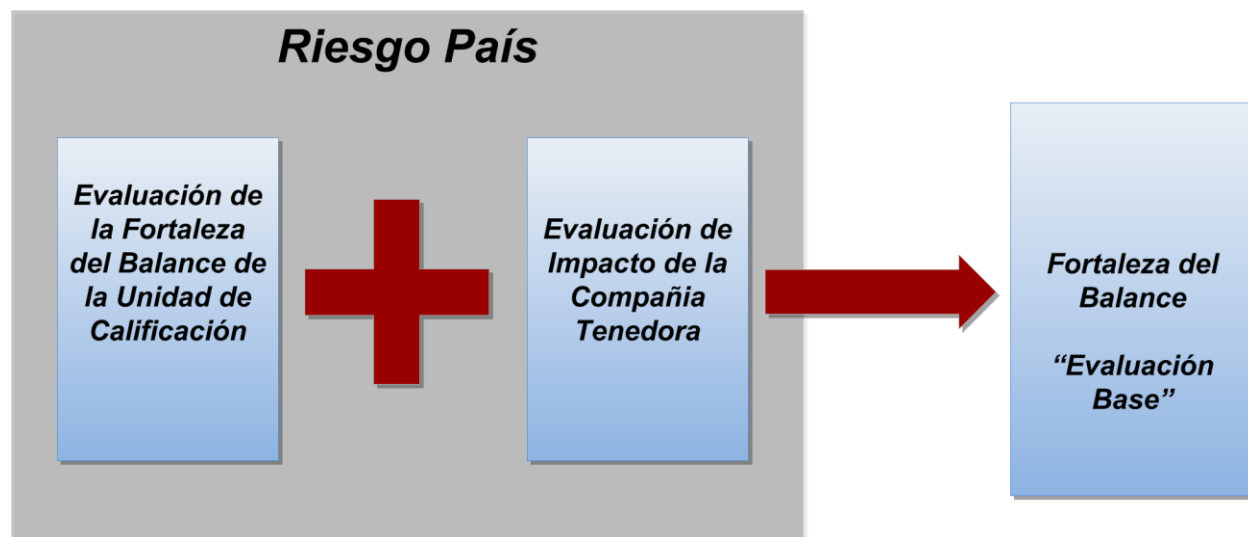 Riesgo País
Evaluación de
la Fortaleza
del Balance de
la Unidad de
Calificación
Evaluación de
Impacto de la
Compañia
Tenedora
Fortaleza del
Balance
“Evaluación
Base”